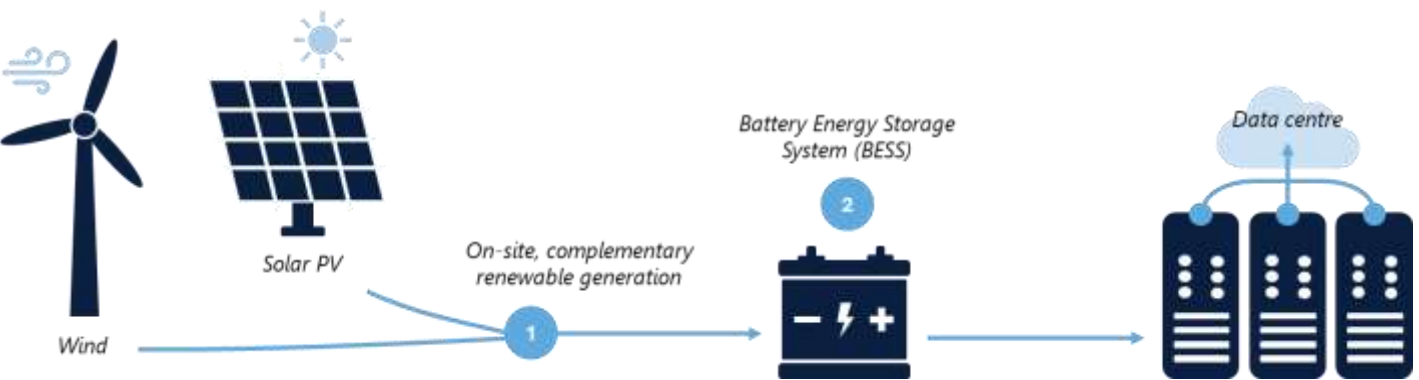 Wind
Solar PV
On-site, complementary
renewable generation
1
Battery Energy Storage
System (BESS)
2
Data centre